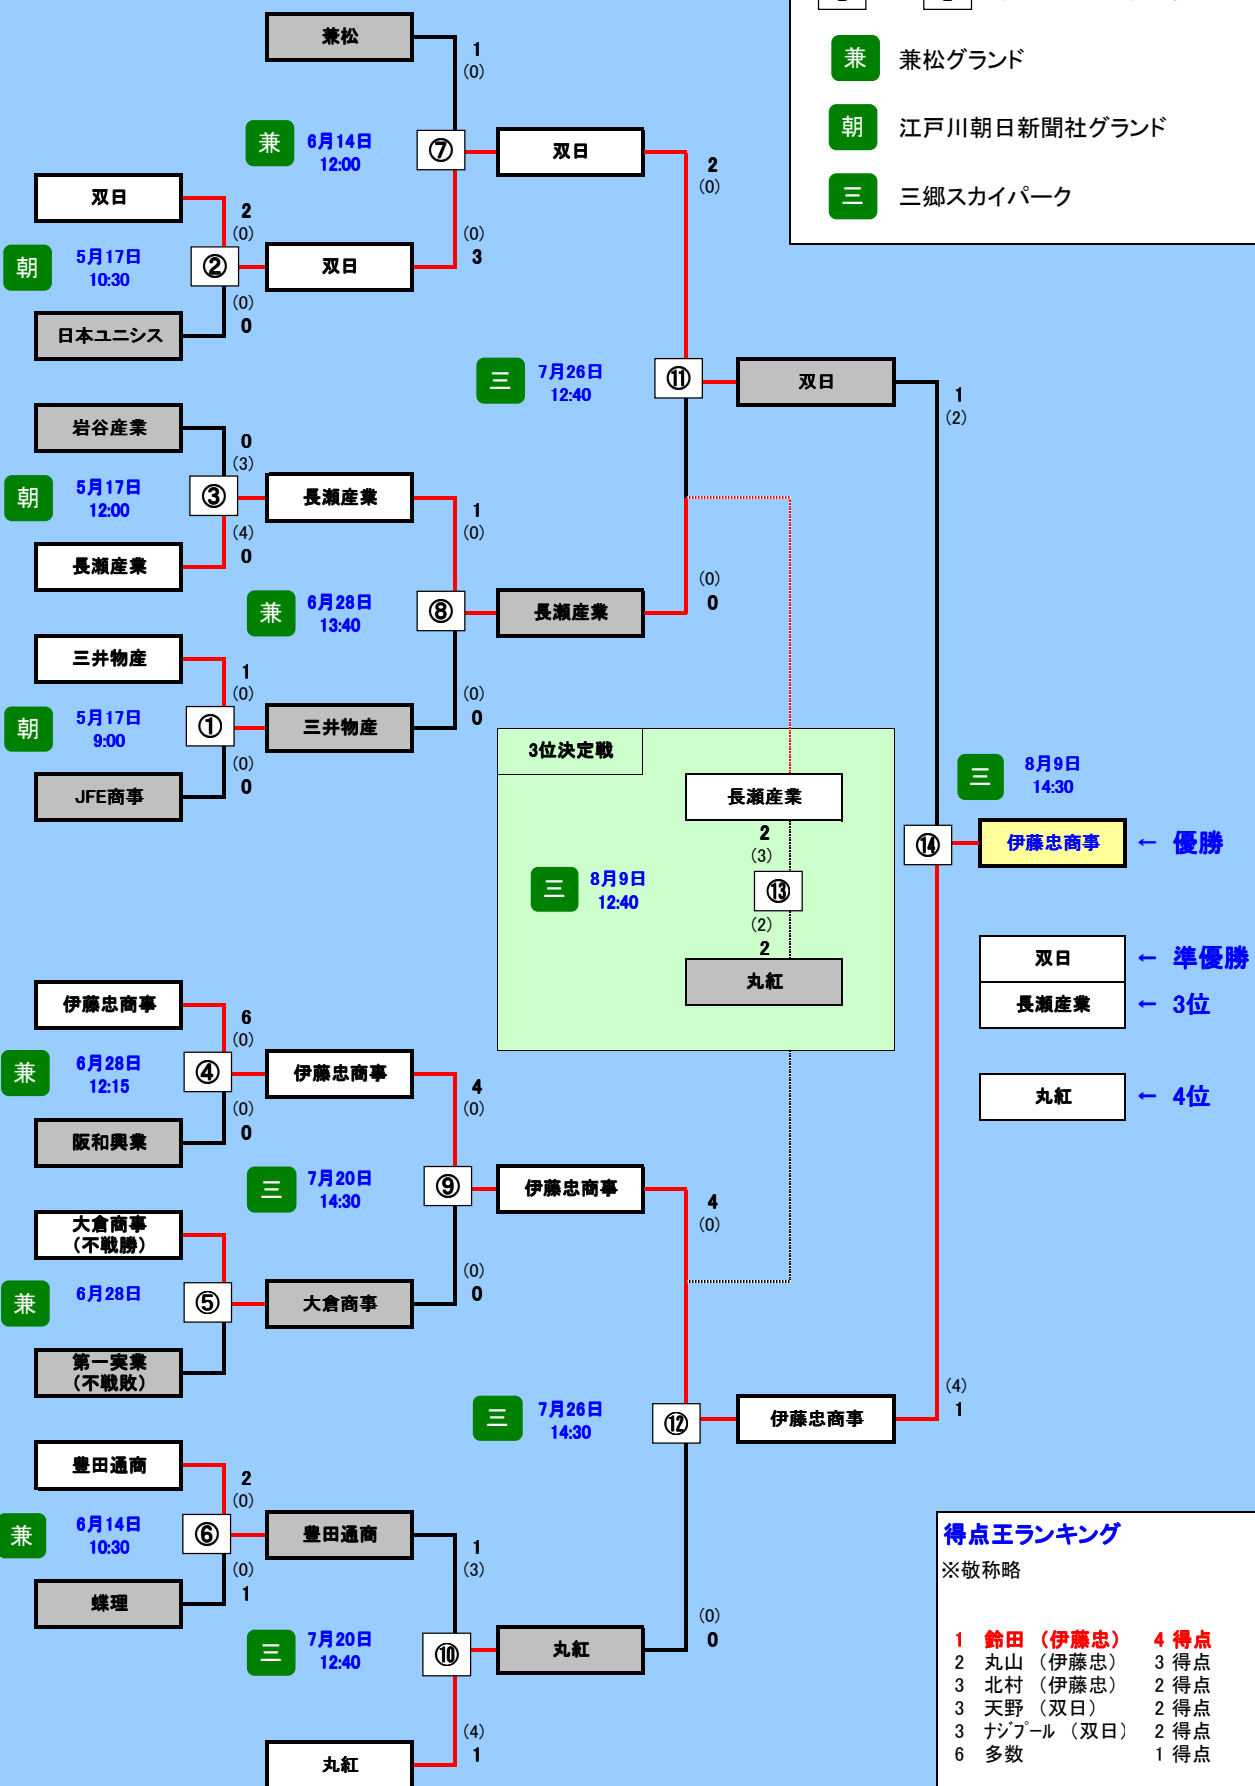 兼松
1
(0)
兼
6月14日
12:00
⑦
双日
2
(0)
(0)
3
双日
2
(0)
朝
5月17日
10:30
②
双日
(0)
0
日本ユニシス
兼
兼松グランド
朝
江戸川朝日新聞社グランド
三
三郷スカイパーク
三
7月26日
12:40
⑪
双日
1
(2)
岩谷産業
0
(3)
朝
5月17日
12:00
③
長瀬産業
1
(0)
(4)
0
長瀬産業
兼
6月28日
13:40
⑧
長瀬産業
(0)
0
三井物産
1
(0)
(0)
0
朝
5月17日
9:00
①
三井物産
(0)
0
JFE商事
3位決定戦
長瀬産業
2
(3)
三
8月9日
12:40
⑬
(2)
2
丸紅
三
8月9日
14:30
⑭
伊藤忠商事
← 優勝
双日
← 準優勝
長瀬産業
← 3位
丸紅
← 4位
伊藤忠商事
6
(0)
兼
6月28日
12:15
④
伊藤忠商事
4
(0)
(0)
0
阪和興業
三
7月20日
14:30
⑨
伊藤忠商事
4
(0)
大倉商事
(不戦勝)
兼
6月28日
⑤
大倉商事
(0)
0
第一実業
(不戦敗)
三
7月26日
14:30
⑫
伊藤忠商事
(4)
1
豊田通商
2
(0)
兼
6月14日
10:30
⑥
豊田通商
1
(3)
(0)
1
蝶理
三
7月20日
12:40
⑩
丸紅
(0)
0
(4)
1
丸紅
得点王ランキング
※敬称略
1 鈴田 (伊藤忠) 4 得点
2 丸山 (伊藤忠) 3 得点
3 北村 (伊藤忠) 2 得点
3 天野 (双日) 2 得点
3 ﾅｼﾞﾌﾟｰﾙ (双日) 2 得点
6 多数 1 得点